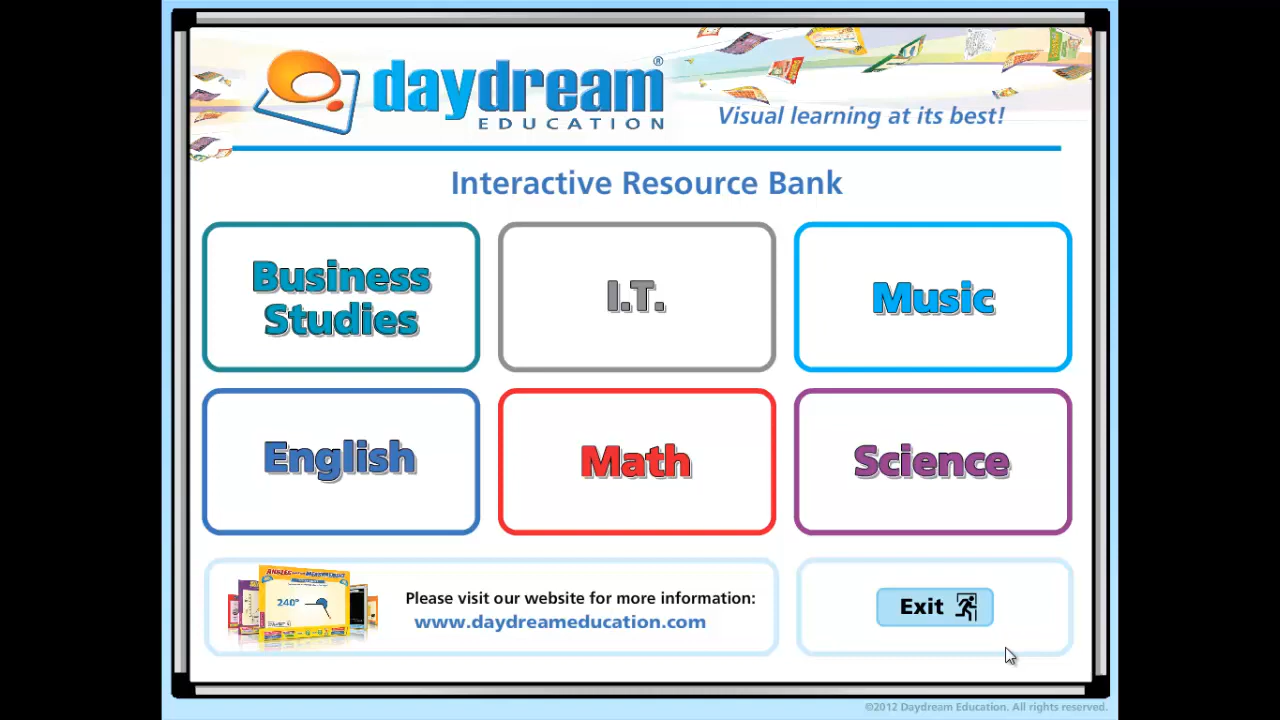 daydream®
EDUCATION
Visual learning at its best!
Interactive Resource Bank
Business
Studies
I.T.
Music
English
Math
Science
240°
Please visit our website for more information:
www.daydreameducation.com
Exit
©2012 Daydream Education. All rights reserved.